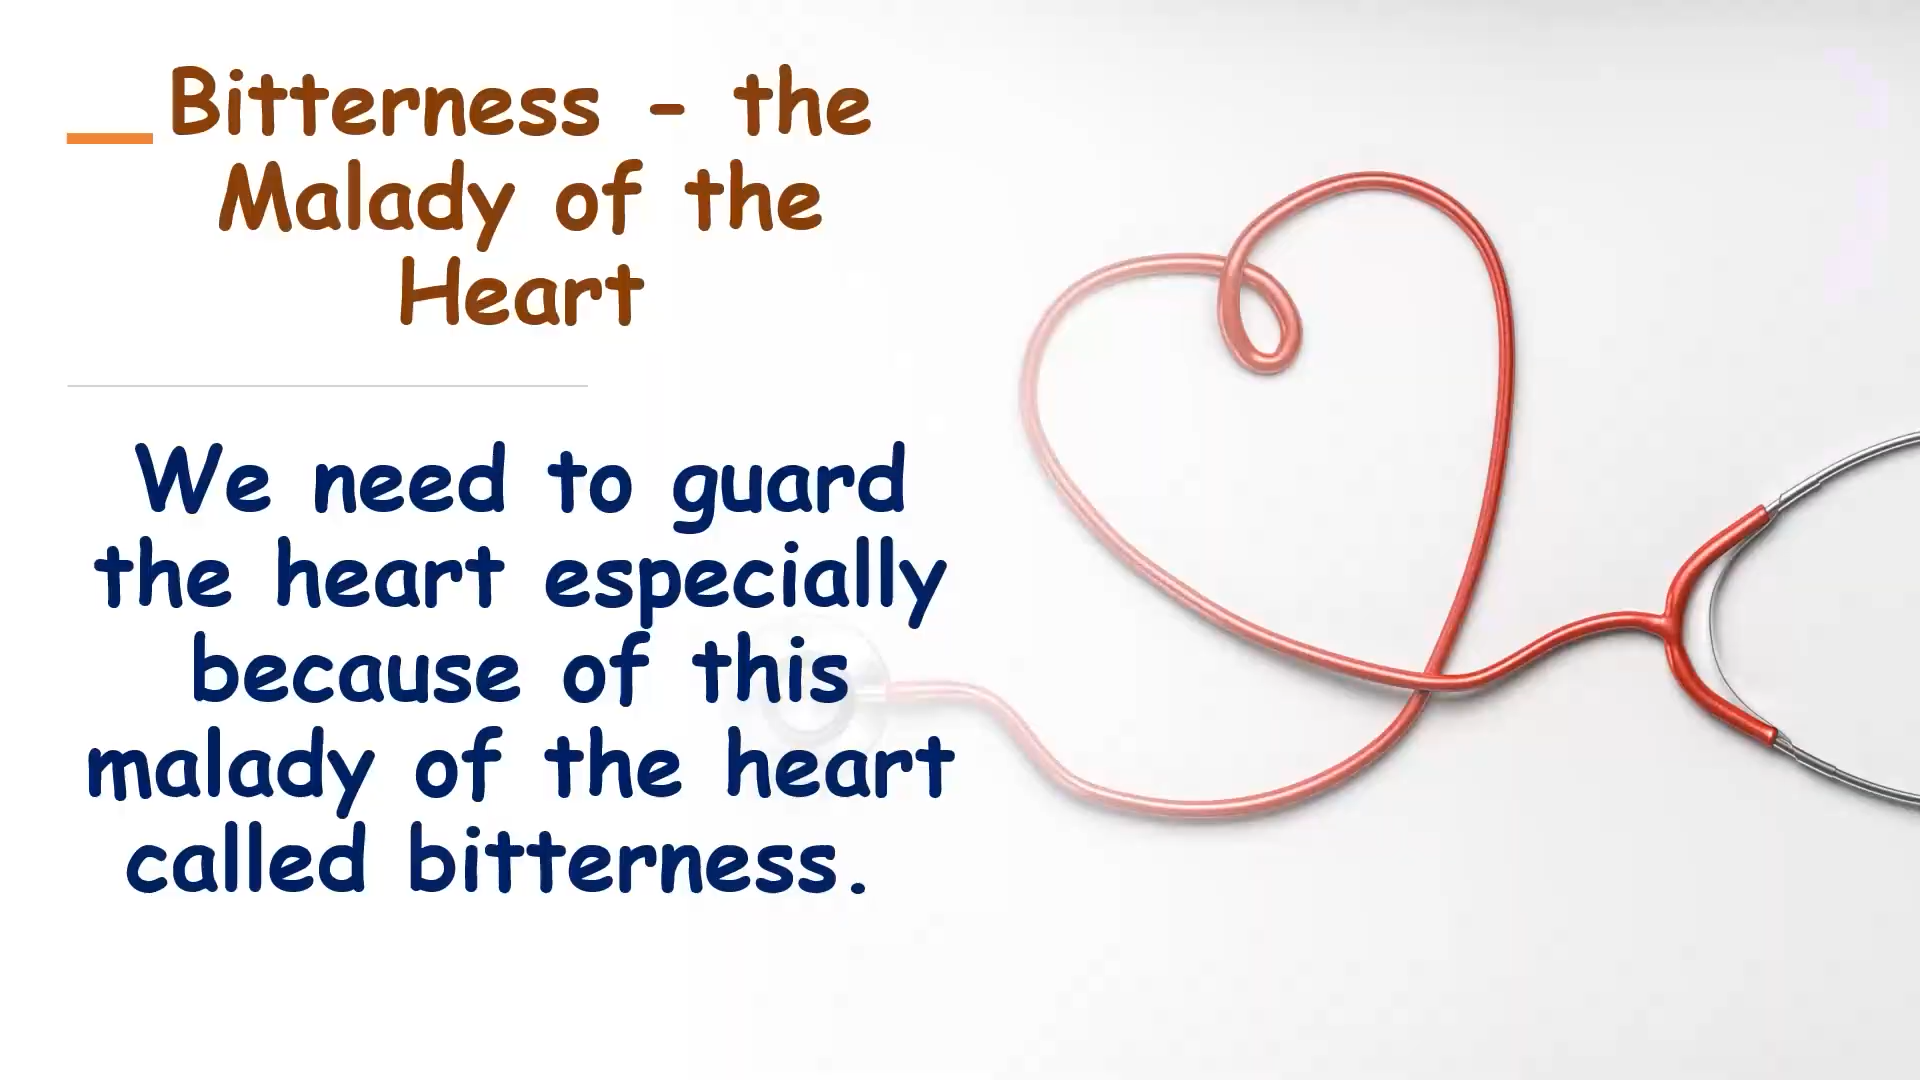 Bitterness - the
Malady of the
Heart
We need to guard
the heart especially
because of this
malady of the heart
called bitterness.